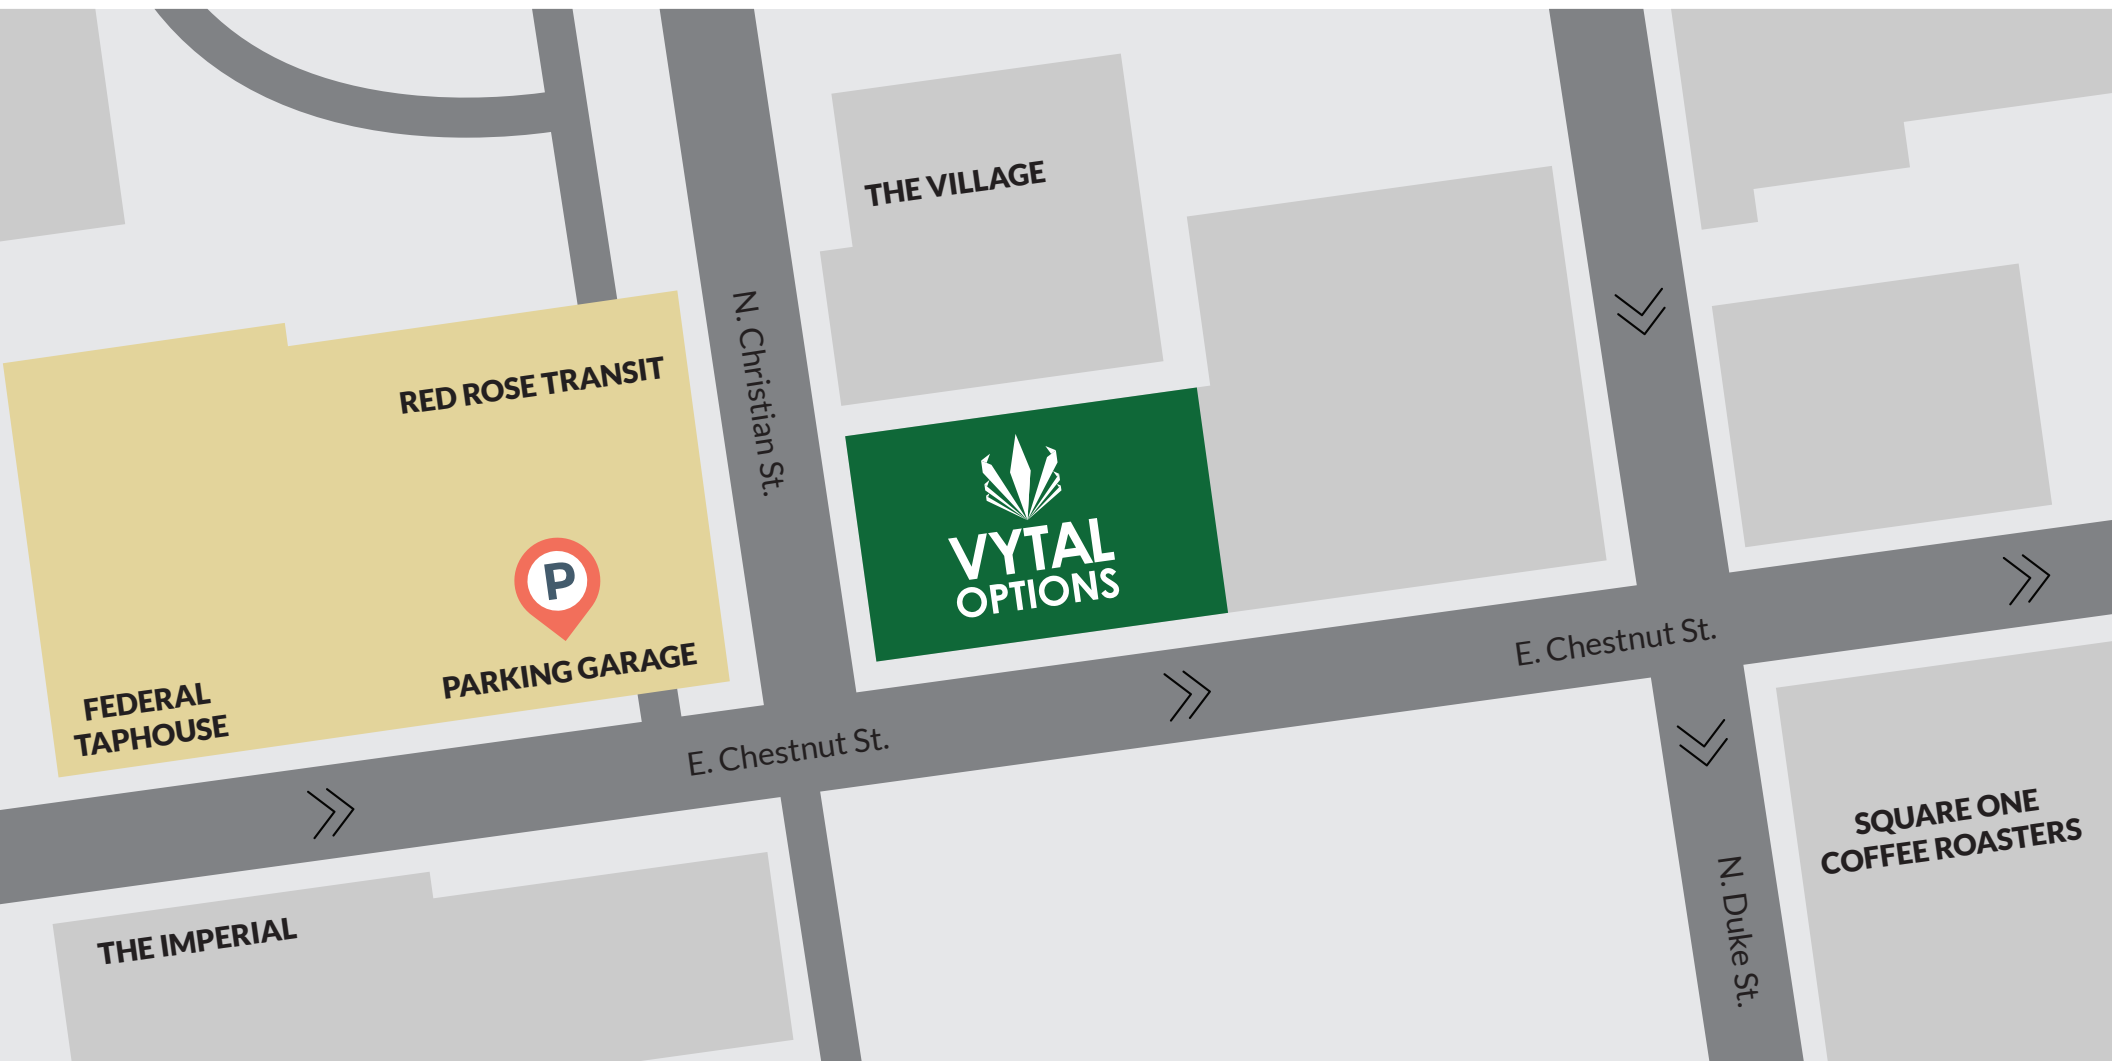 THE VILLAGE
N. Christian St.
RED ROSE TRANSIT
VYTAL
OPTIONS
P
PARKING GARAGE
FEDERAL
TAPHOUSE
E. Chestnut St.
E. Chestnut St.
SQUARE ONE
COFFEE ROASTERS
N. Duke St.
THE IMPERIAL